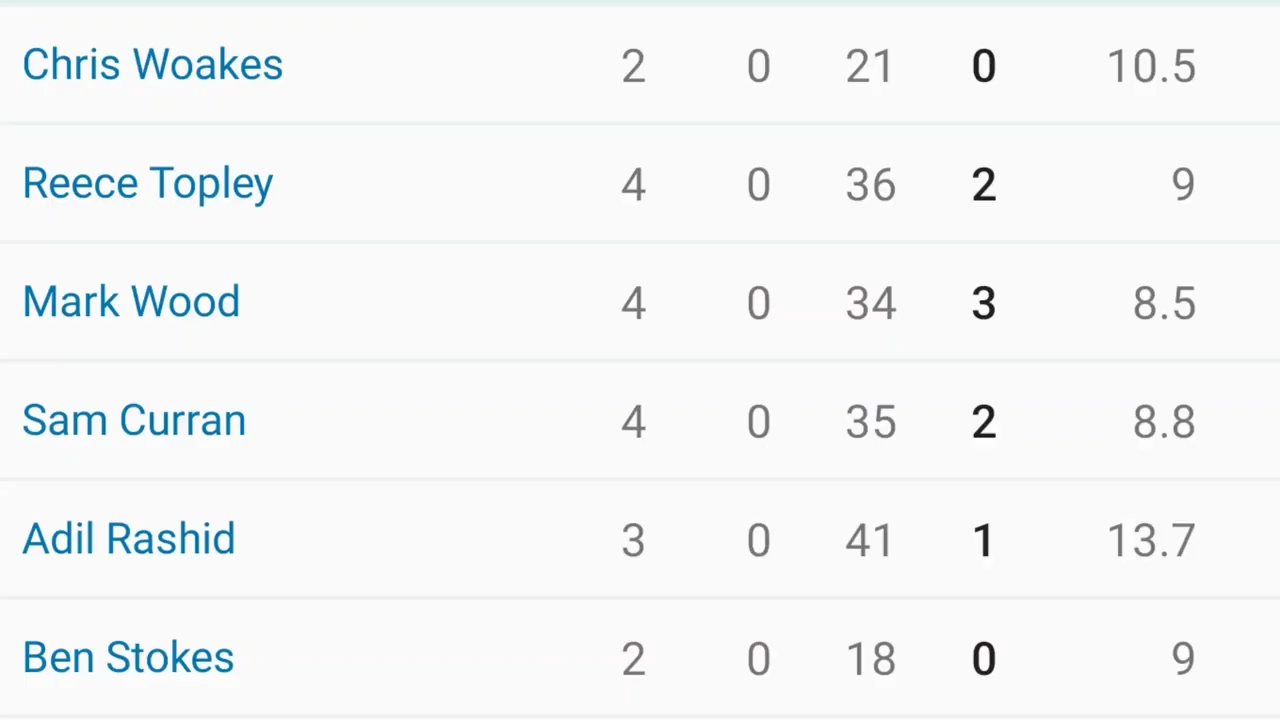 Chris Woakes 2 0 21 0 10.5
Reece Topley 4 0 36 2 9
Mark Wood 4 0 34 3 8.5
Sam Curran 4 0 35 2 8.8
Adil Rashid 3 0 41 1 13.7
Ben Stokes 2 0 18 0 9